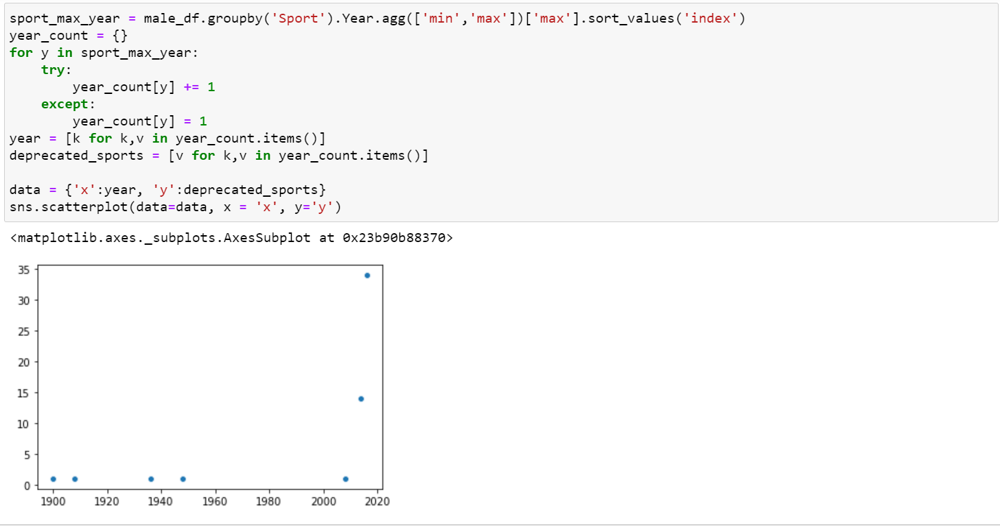 sport_max_year = male_df.groupby('Sport').Year.agg(['min','max'])['max'].sort_values('index')
year_count = {}
for y in sport_max_year:
    try:
        year_count[y] += 1
    except:
        year_count[y] = 1
year = [k for k,v in year_count.items()]
deprecated_sports = [v for k,v in year_count.items()]

data = {'x':year, 'y':deprecated_sports}
sns.scatterplot(data=data, x = 'x', y='y')
<matplotlib.axes._subplots.AxesSubplot at 0x23b90b88370>
35
30
25
20
15
10
5
0
1900 1920 1940 1960 1980 2000 2020